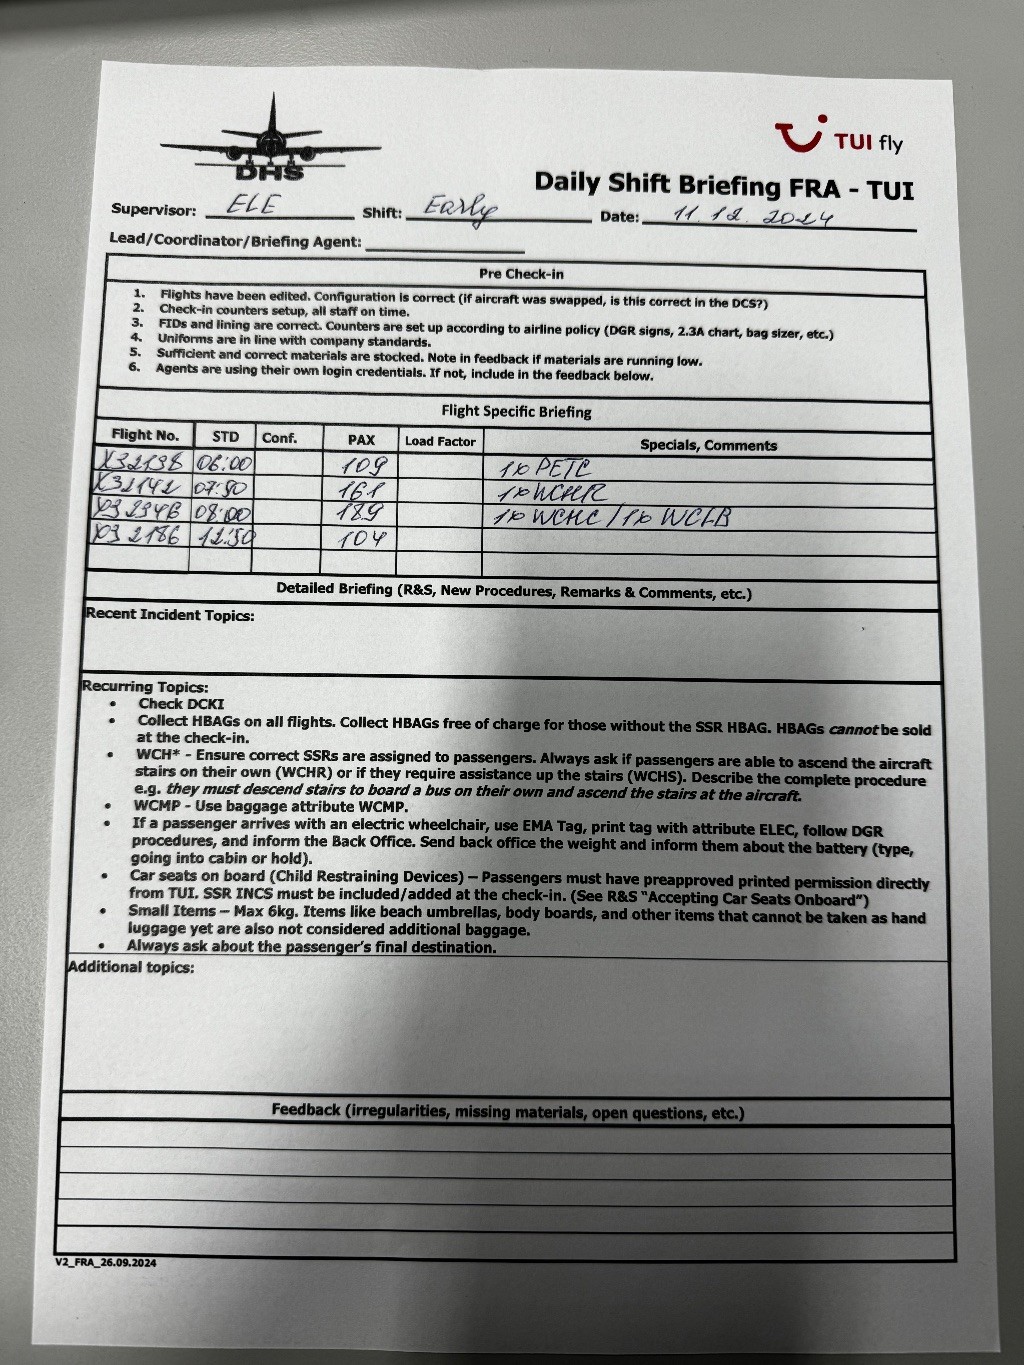 DHS
TUI fly
Daily Shift Briefing FRA - TUI
Supervisor: ELE Shift: Early Date: 11.12.2024
Lead/Coordinator/Briefing Agent:
Pre Check-in
1. Flights have been edited. Configuration is correct (if aircraft was swapped, is this correct in the DCS?)
2. Check-in counters setup, all staff on time.
3. FIDs and lining are correct. Counters are set up according to airline policy (DGR signs, 2.3A chart, bag sizer, etc.)
4. Uniforms are in line with company standards.
5. Sufficient and correct materials are stocked. Note in feedback if materials are running low.
6. Agents are using their own login credentials. If not, include in the feedback below.
Flight Specific Briefing
Flight No. STD Conf. PAX Load Factor Specials, Comments
X32138 06:00 109 1x PETC
X32142 07:50 161 1x WCHR
X3 2346 08:00 189 1x WCHC / 1x WCLB
X3 2186 12:50 104
Detailed Briefing (R&S, New Procedures, Remarks & Comments, etc.)
Recent Incident Topics:
Recurring Topics:
• Check DCKI
• Collect HBAGs on all flights. Collect HBAGs free of charge for those without the SSR HBAG. HBAGs cannot be sold
at the check-in.
• WCH* - Ensure correct SSRs are assigned to passengers. Always ask if passengers are able to ascend the aircraft
stairs on their own (WCHR) or if they require assistance up the stairs (WCHS). Describe the complete procedure
e.g. they must descend stairs to board a bus on their own and ascend the stairs at the aircraft.
• WCMP - Use baggage attribute WCMP.
• If a passenger arrives with an electric wheelchair, use EMA Tag, print tag with attribute ELEC, follow DGR
procedures, and inform the Back Office. Send back office the weight and inform them about the battery (type,
going into cabin or hold).
• Car seats on board (Child Restraining Devices) – Passengers must have preapproved printed permission directly
from TUI. SSR INCS must be included/added at the check-in. (See R&S "Accepting Car Seats Onboard")
• Small Items – Max 6kg. Items like beach umbrellas, body boards, and other items that cannot be taken as hand
luggage yet are also not considered additional baggage.
• Always ask about the passenger's final destination.
Additional topics:
Feedback (irregularities, missing materials, open questions, etc.)
V2_FRA_26.09.2024